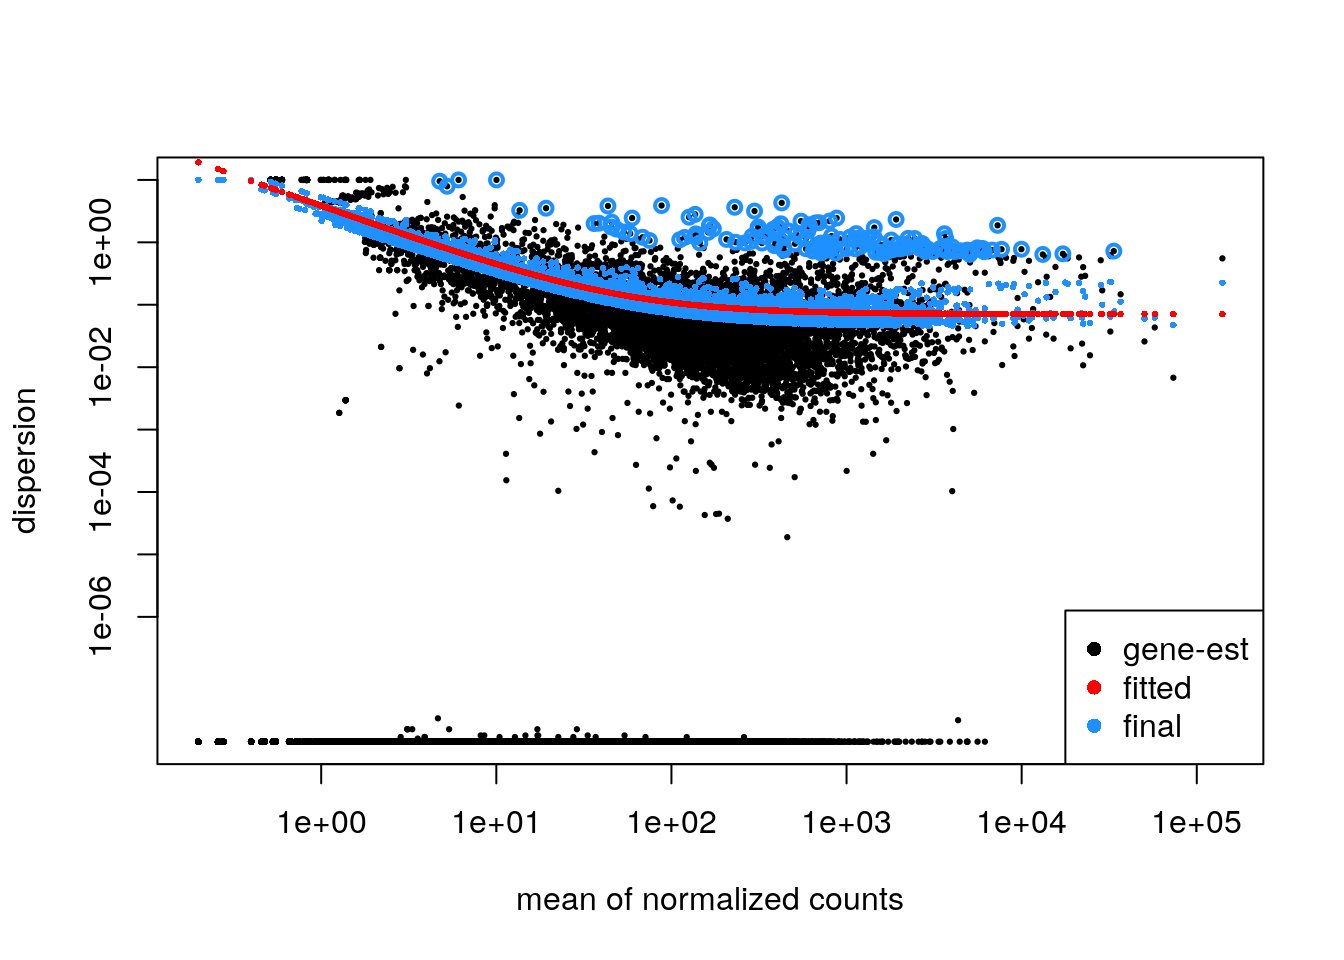 dispersion
1e+00
1e-02
1e-04
1e-06
gene-est
fitted
final
1e+00 1e+01 1e+02 1e+03 1e+04 1e+05
mean of normalized counts